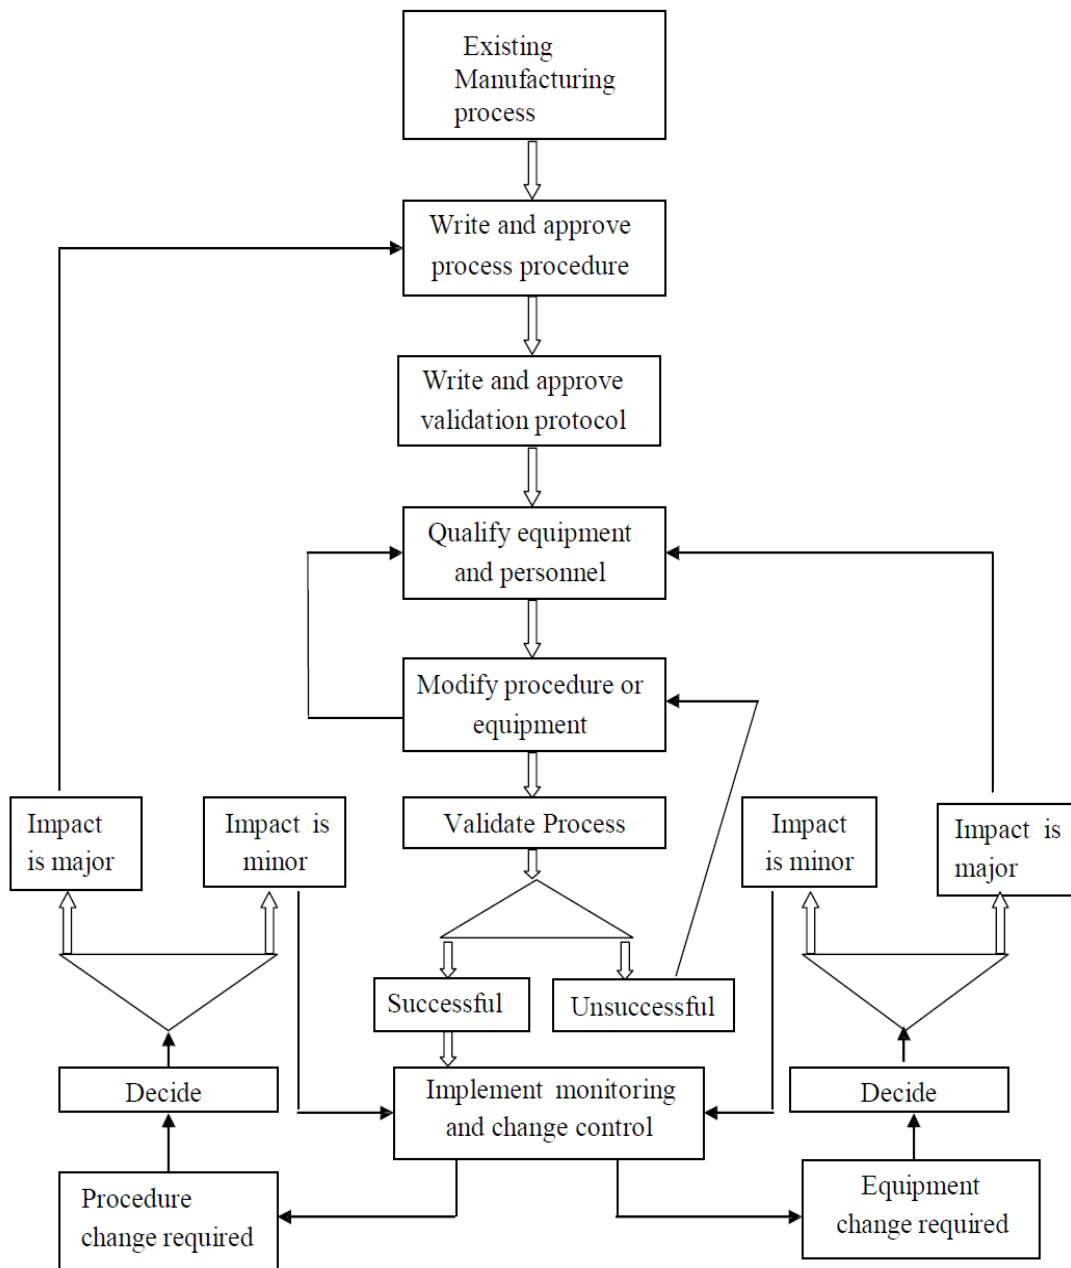 Existing
Manufacturing
process
Write and approve
process procedure
Write and approve
validation protocol
Qualify equipment
and personnel
Modify procedure or
equipment
Impact
is major
Impact is
minor
Validate Process
Impact
is minor
Impact is
major
Successful
Unsuccessful
Decide
Implement monitoring
and change control
Decide
Procedure
change required
Equipment
change required